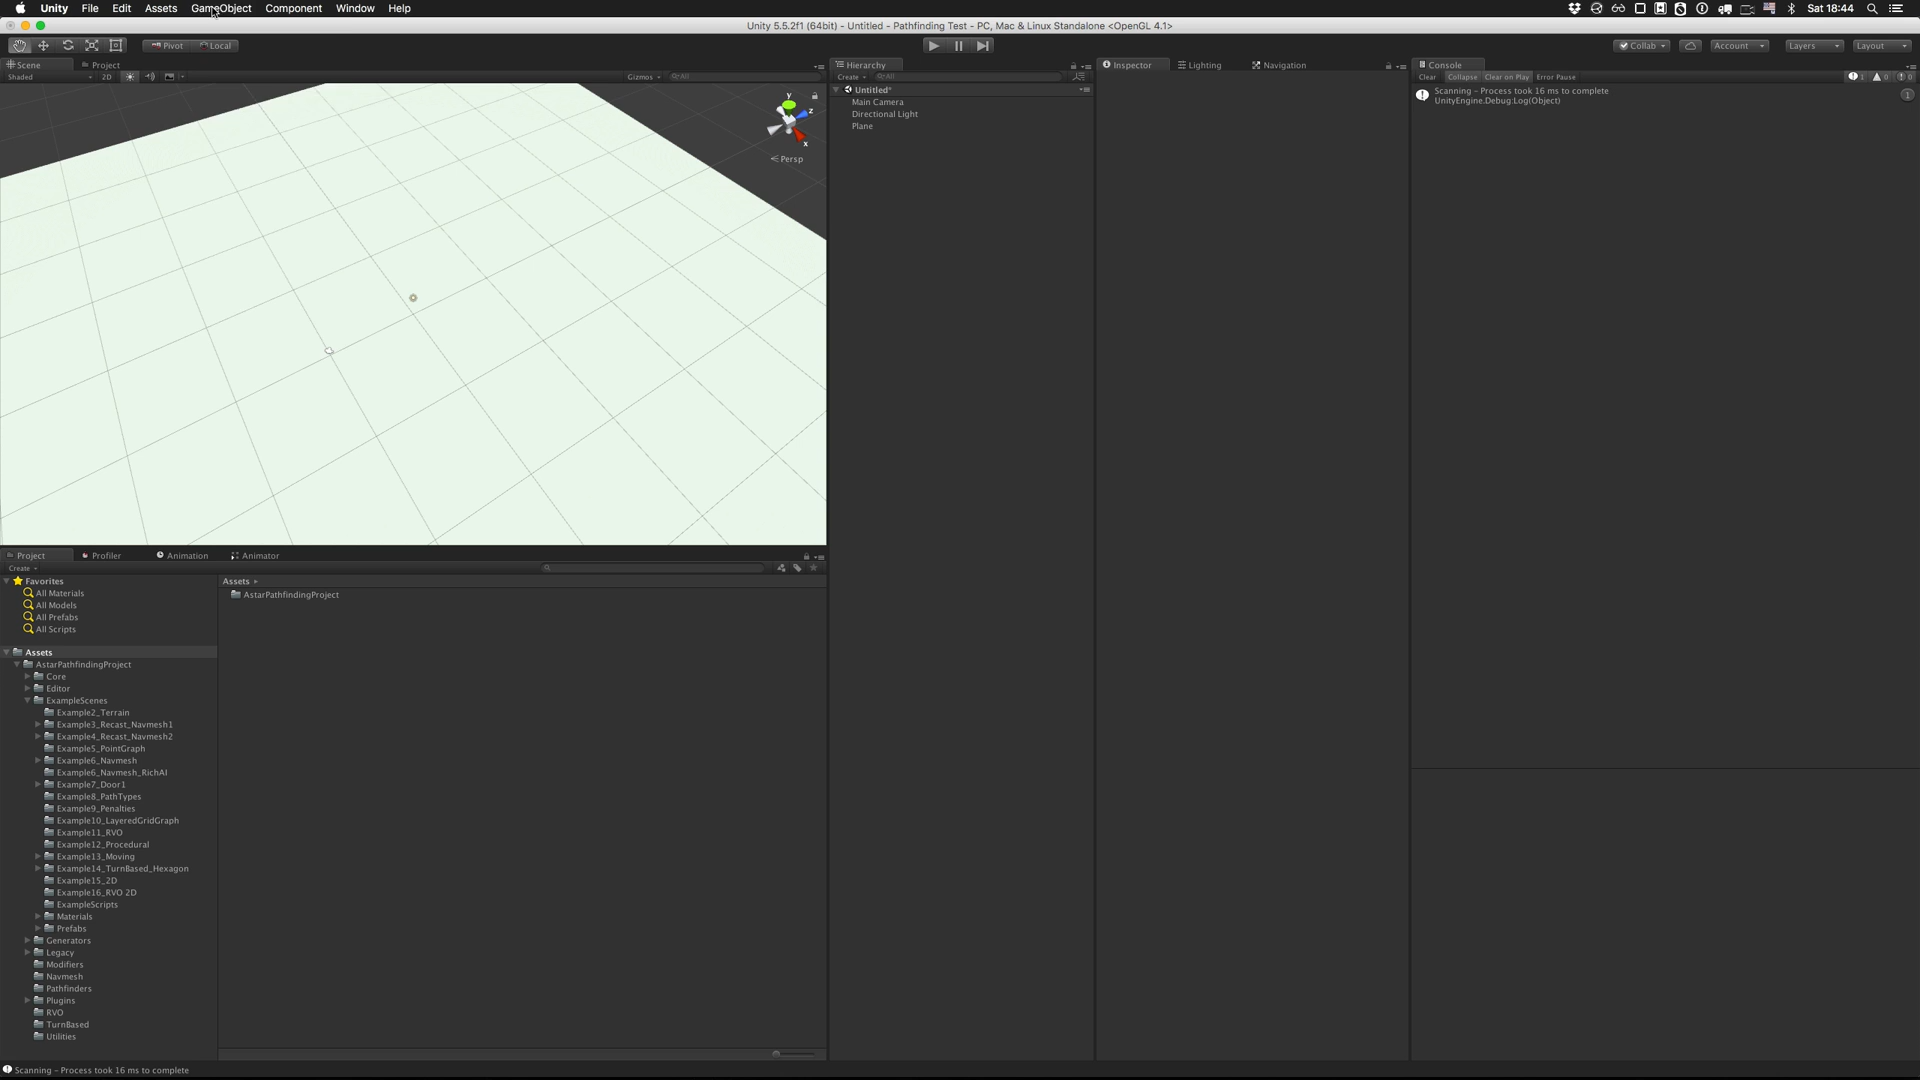 Unity File Edit Assets GameObject Component Window Help Sat 18:44
Unity 5.5.2f1 (64bit) - Untitled - Pathfinding Test - PC, Mac & Linux Standalone <OpenGL 4.1>
Pivot Local Collab Account Layers Layout
Scene Project
Shaded 2D Gizmos All
y
z
x
Persp
Hierarchy
Create All
Untitled*
Main Camera
Directional Light
Plane
Inspector Lighting Navigation
Console
Clear Collapse Clear on Play Error Pause 1 0 0
Scanning – Process took 16 ms to complete
UnityEngine.Debug:Log(Object)
1
Project Profiler Animation Animator
Create
Favorites
All Materials
All Models
All Prefabs
All Scripts
Assets
AstarPathfindingProject
Core
Editor
ExampleScenes
Example2_Terrain
Example3_Recast_Navmesh1
Example4_Recast_Navmesh2
Example5_PointGraph
Example6_Navmesh
Example6_Navmesh_RichAI
Example7_Door1
Example8_PathTypes
Example9_Penalties
Example10_LayeredGridGraph
Example11_RVO
Example12_Procedural
Example13_Moving
Example14_TurnBased_Hexagon
Example15_2D
Example16_RVO 2D
ExampleScripts
Materials
Prefabs
Generators
Legacy
Modifiers
Navmesh
Pathfinders
Plugins
RVO
TurnBased
Utilities
Assets
AstarPathfindingProject
Scanning – Process took 16 ms to complete